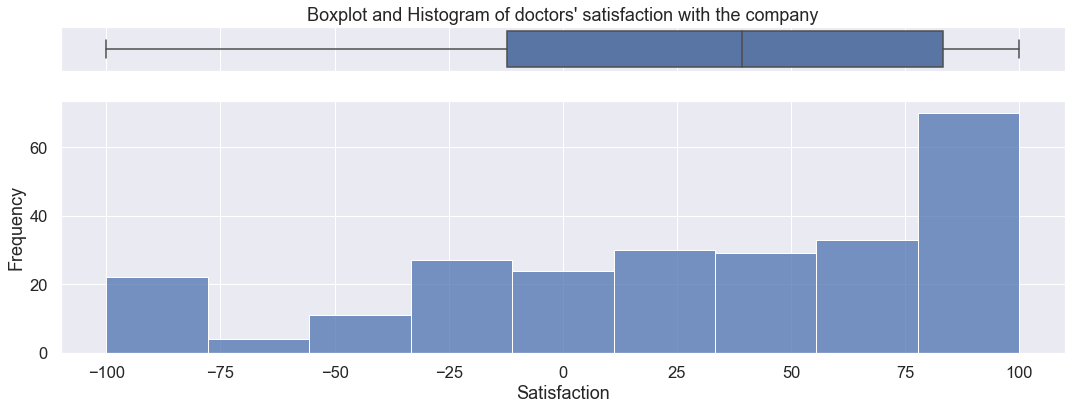 Boxplot and Histogram of doctors' satisfaction with the company
60
40
20
0
Frequency
−100 −75 −50 −25 0 25 50 75 100
Satisfaction